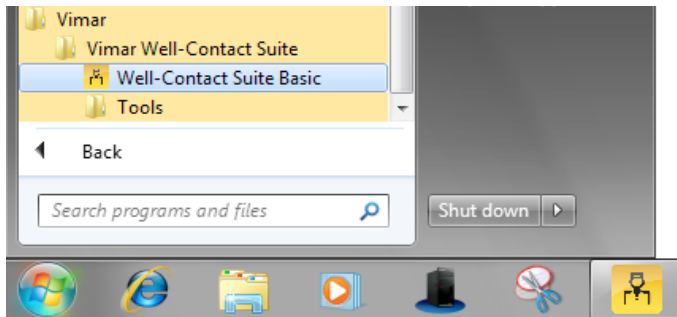 Vimar
Vimar Well-Contact Suite
Well-Contact Suite Basic
Tools
Back
Search programs and files
Shut down